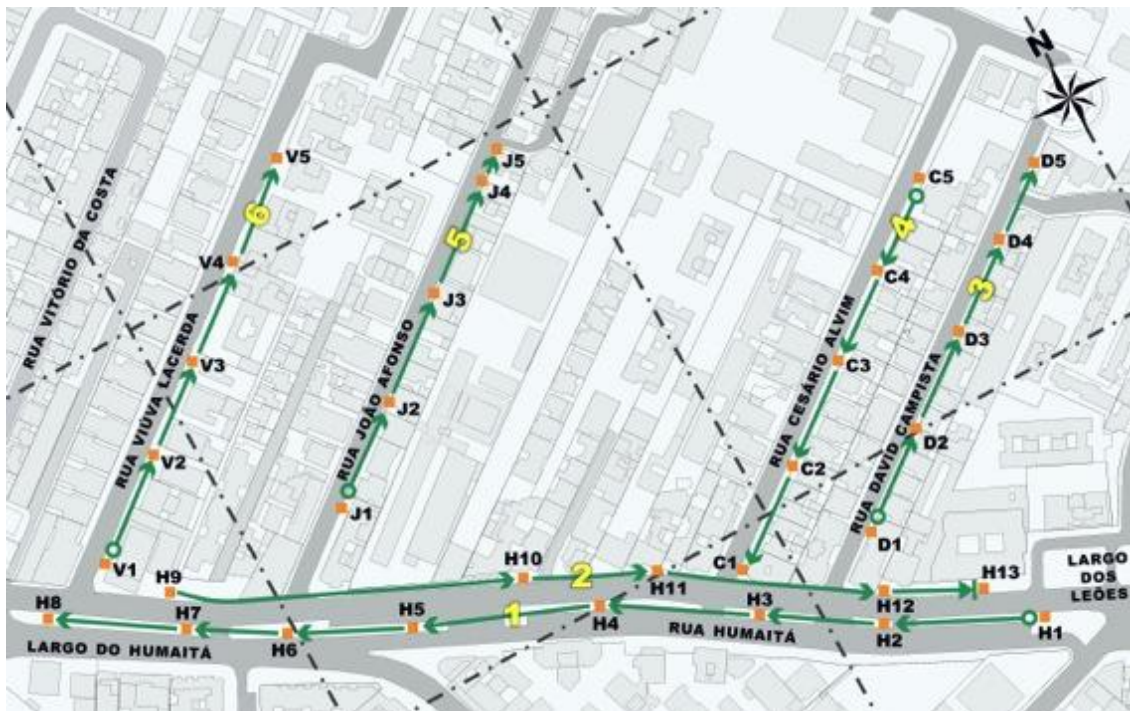 N
C5
D5
V5
J5
J4
4
6
D4
5
V4
C4
3
RUA VITÓRIO DA COSTA
J3
D3
RUA VIÚVA LACERDA
V3
RUA JOÃO AFONSO
C3
RUA CESÁRIO ALVIM
J2
D2
RUA DAVID CAMPISTA
V2
C2
J1
D1
V1
C1
H10
2
H11
LARGO
DOS
LEÕES
H9
H13
H12
H8
H7
H5
1
H4
H3
H1
H6
RUA HUMAITÁ
H2
LARGO DO HUMAITÁ